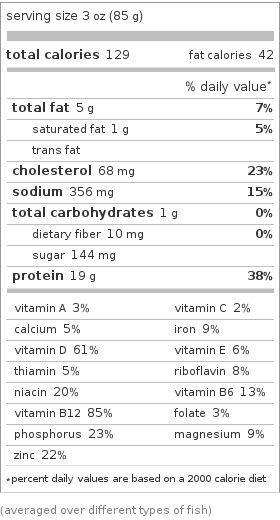 serving size 3 oz (85 g)
total calories 129 fat calories 42
% daily value*
total fat 5 g 7%
saturated fat 1 g 5%
trans fat
cholesterol 68 mg 23%
sodium 356 mg 15%
total carbohydrates 1 g 0%
dietary fiber 10 mg 0%
sugar 144 mg
protein 19 g 38%
vitamin A 3% vitamin C 2%
calcium 5% iron 9%
vitamin D 61% vitamin E 6%
thiamin 5% riboflavin 8%
niacin 20% vitamin B6 13%
vitamin B12 85% folate 3%
phosphorus 23% magnesium 9%
zinc 22%
*percent daily values are based on a 2000 calorie diet
(averaged over different types of fish)